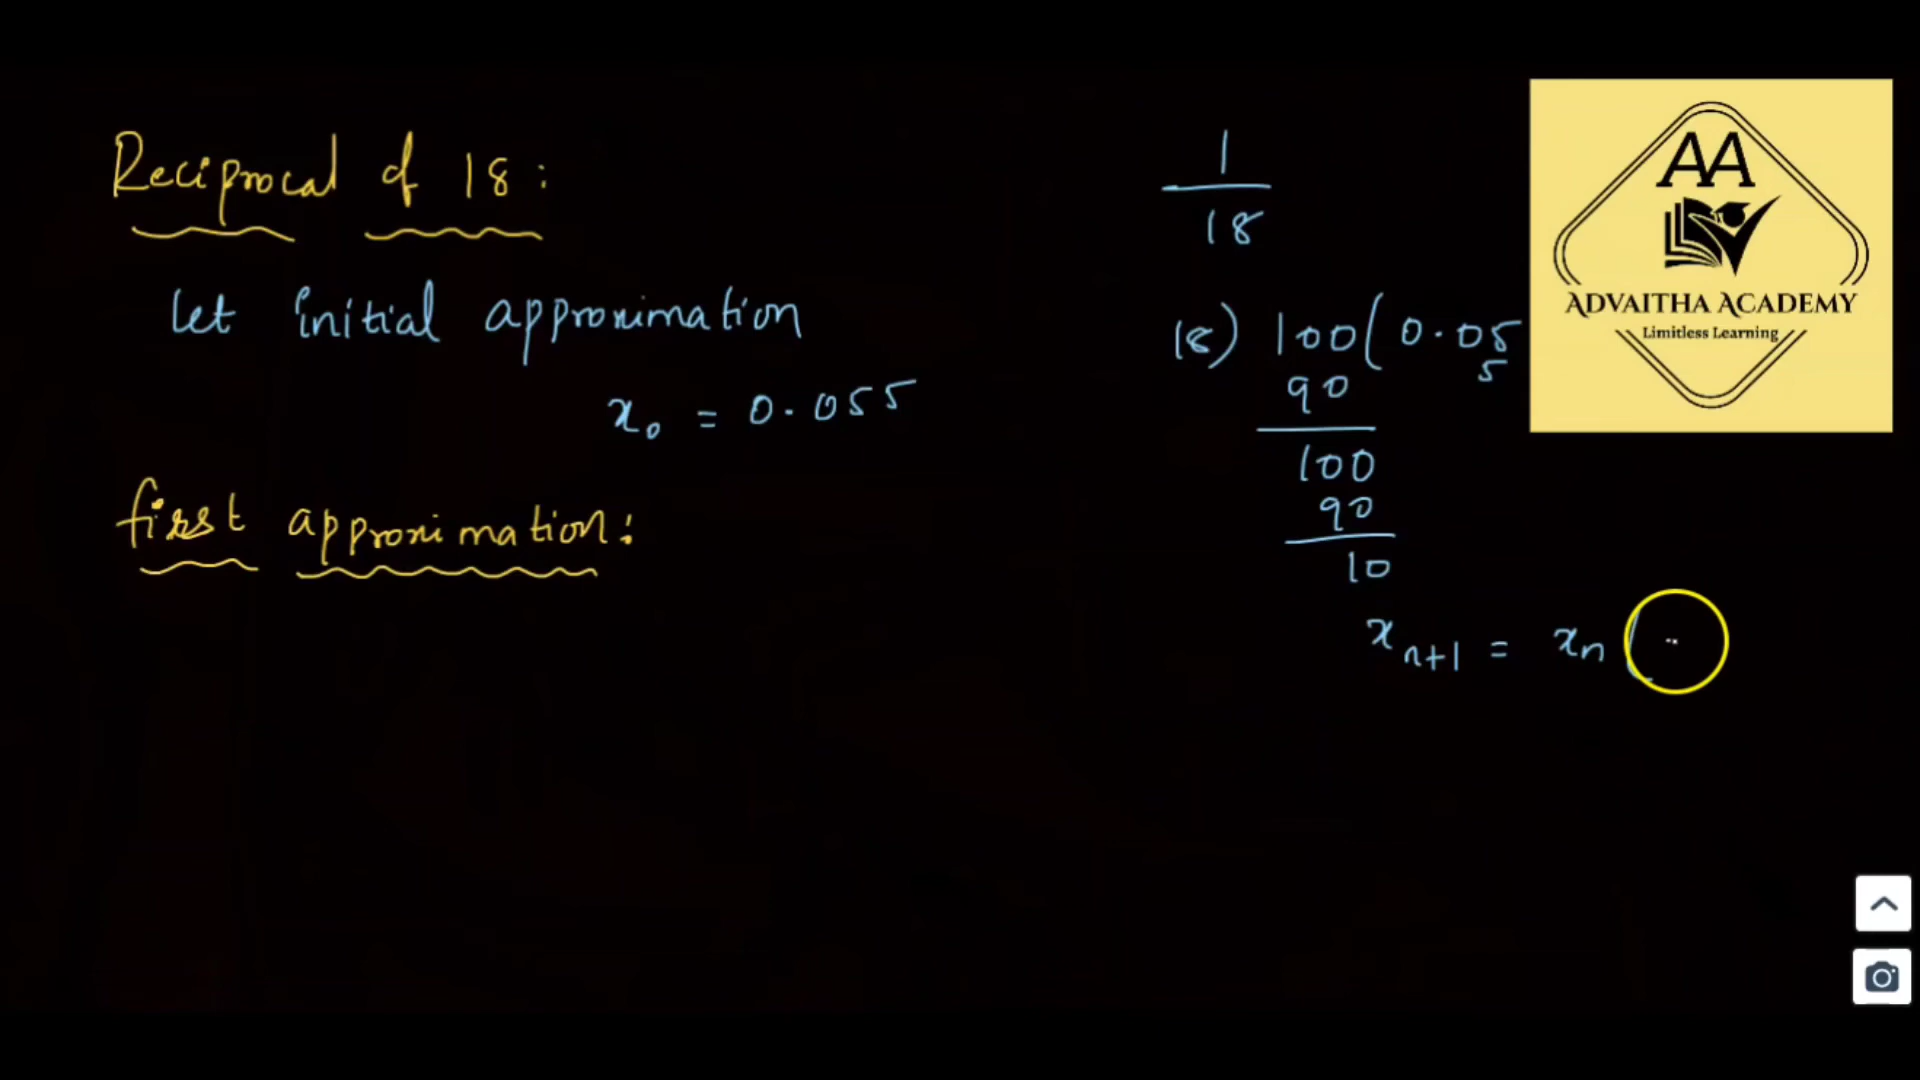 Reciprocal of 18:
let initial approximation
x₀ = 0.055
first approximation:
1
18
18) 100 ( 0.05
5
90
100
90
10
xₙ₊₁ = xₙ (
AA
ADVAITHA ACADEMY
Limitless Learning